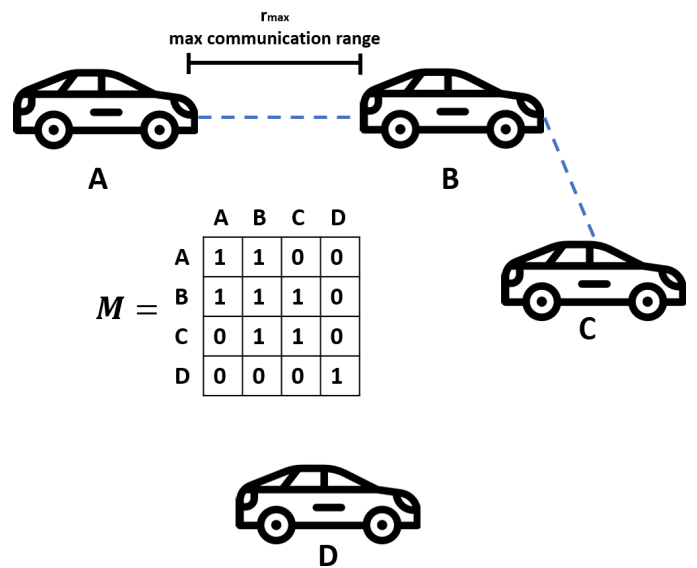 rmax
max communication range
A
B
A B C D
A 1 1 0 0
M = B 1 1 1 0
C 0 1 1 0
D 0 0 0 1
C
D